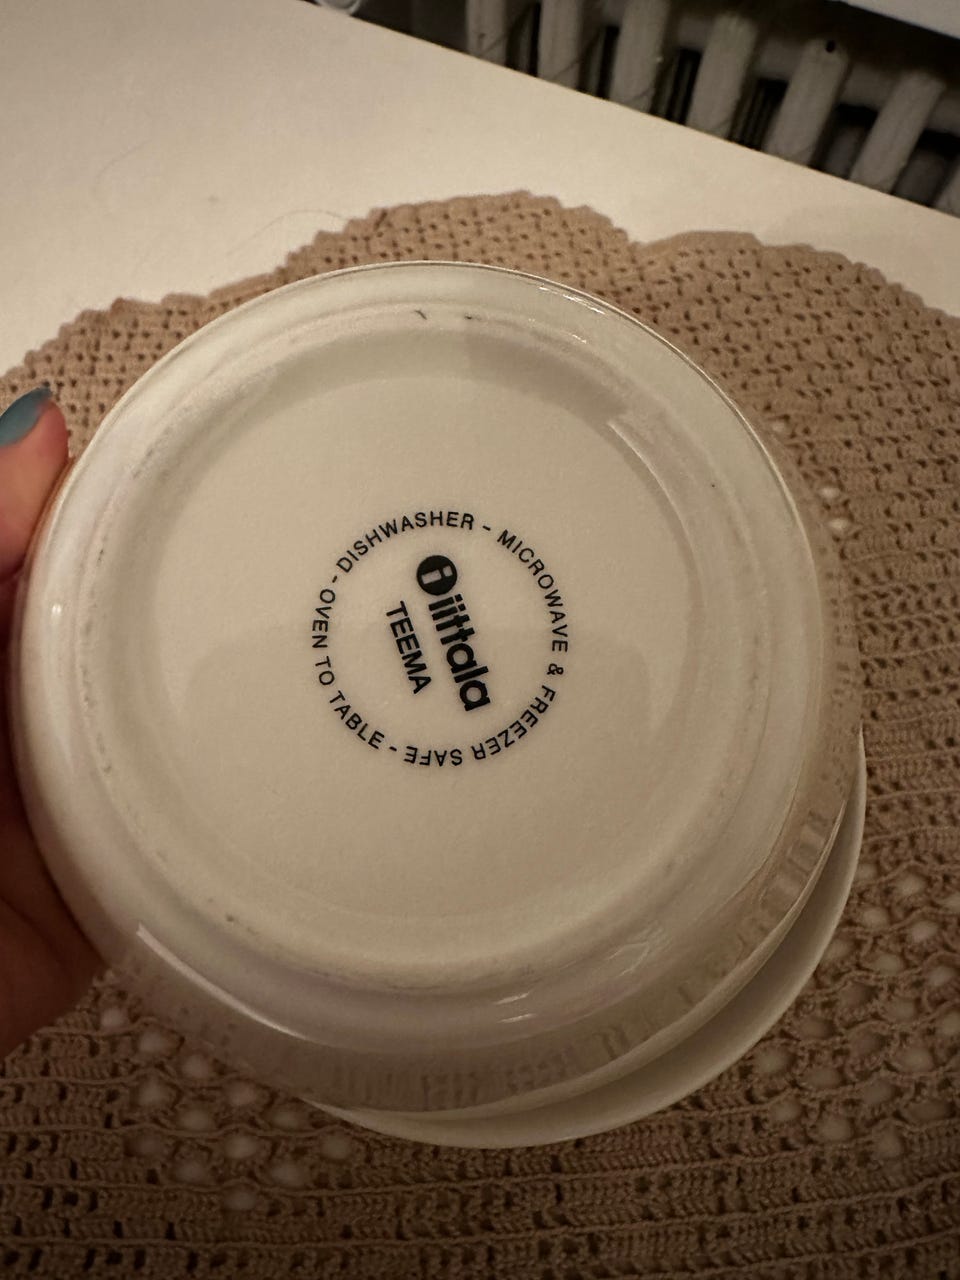 DISHWASHER - MICROWAVE & FREEZER SAFE - OVEN TO TABLE -
i iittala
TEEMA